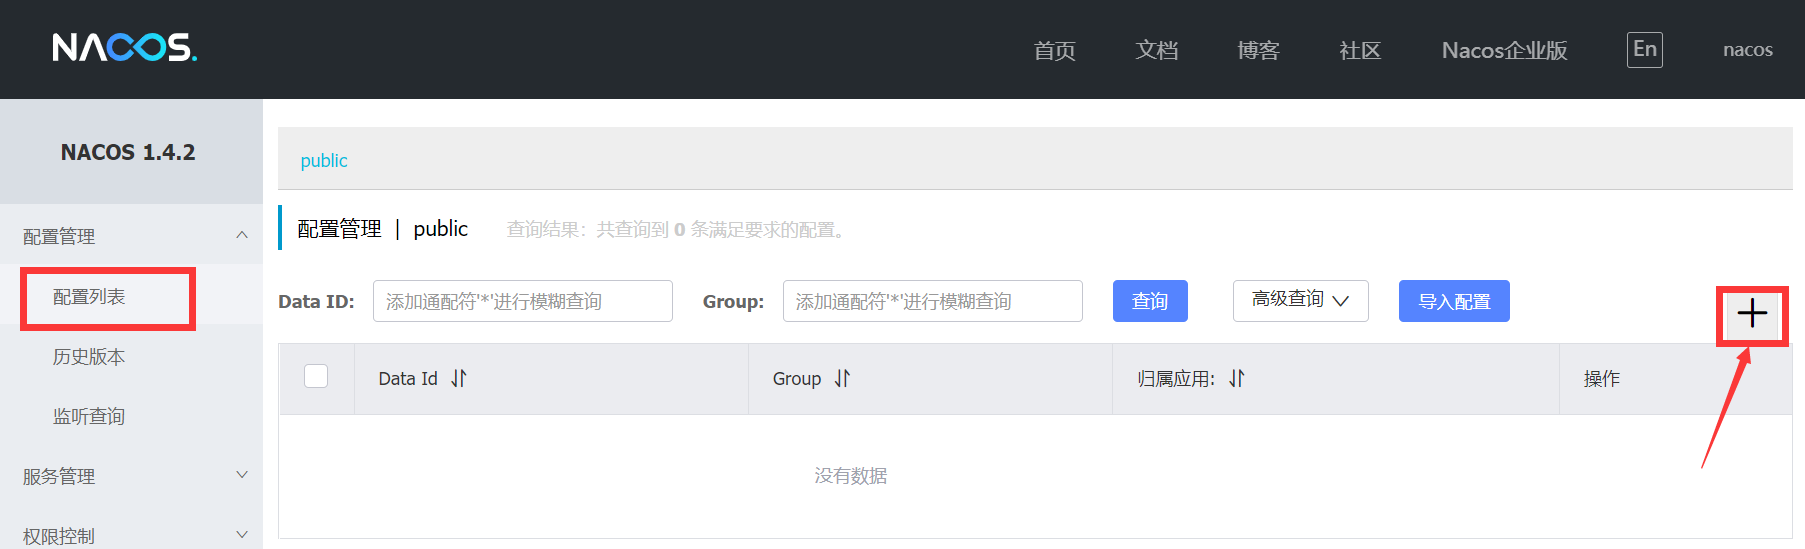 NACOS.
首页 文档 博客 社区 Nacos企业版 En nacos
NACOS 1.4.2
配置管理
配置列表
历史版本
监听查询
服务管理
权限控制
public
配置管理 | public 查询结果：共查询到 0 条满足要求的配置。
Data ID: 添加通配符'*'进行模糊查询 Group: 添加通配符'*'进行模糊查询 查询 高级查询 导入配置 +
Data Id Group 归属应用: 操作
没有数据